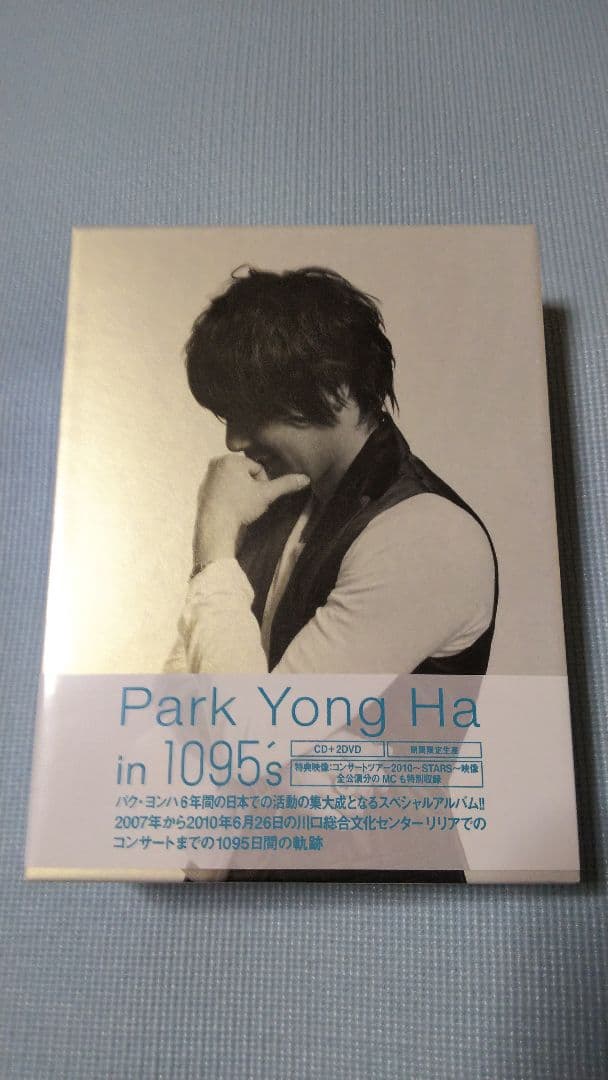 Park Yong Ha
in 1095's
CD+2DVD
期間限定生産
特典映像:コンサートツアー2010〜STARS〜映像
全公演分のMCも特別収録
パク・ヨンハ6年間の日本での活動の集大成となるスペシャルアルバム!!
2007年から2010年6月26日の川口総合文化センターリリアでの
コンサートまでの1095日間の軌跡